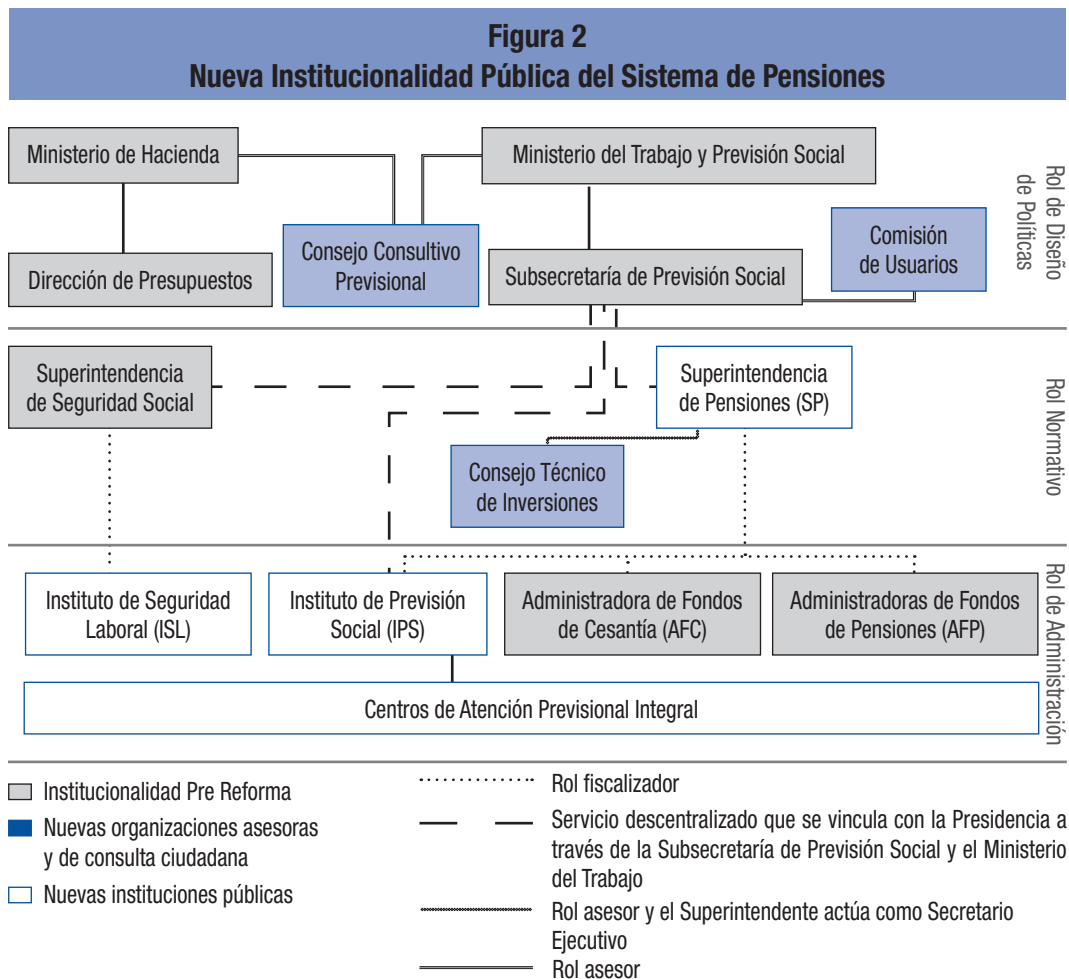 Figura 2
Nueva Institucionalidad Pública del Sistema de Pensiones
Ministerio de Hacienda
Ministerio del Trabajo y Previsión Social
Consejo Consultivo
Previsional
Comisión
de Usuarios
Dirección de Presupuestos
Subsecretaría de Previsión Social
Rol de Diseño
de Políticas
Superintendencia
de Seguridad Social
Superintendencia
de Pensiones (SP)
Consejo Técnico
de Inversiones
Rol Normativo
Instituto de Seguridad
Laboral (ISL)
Instituto de Previsión
Social (IPS)
Administradora de Fondos
de Cesantía (AFC)
Administradoras de Fondos
de Pensiones (AFP)
Centros de Atención Previsional Integral
Rol de Administración
Institucionalidad Pre Reforma
Nuevas organizaciones asesoras
y de consulta ciudadana
Nuevas instituciones públicas
Rol fiscalizador
Servicio descentralizado que se vincula con la Presidencia a
través de la Subsecretaría de Previsión Social y el Ministerio
del Trabajo
Rol asesor y el Superintendente actúa como Secretario
Ejecutivo
Rol asesor